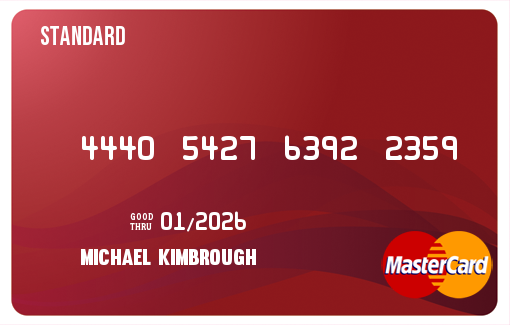 STANDARD
4440 5427 6392 2359
GOOD THRU 01/2026
MICHAEL KIMBROUGH
MasterCard